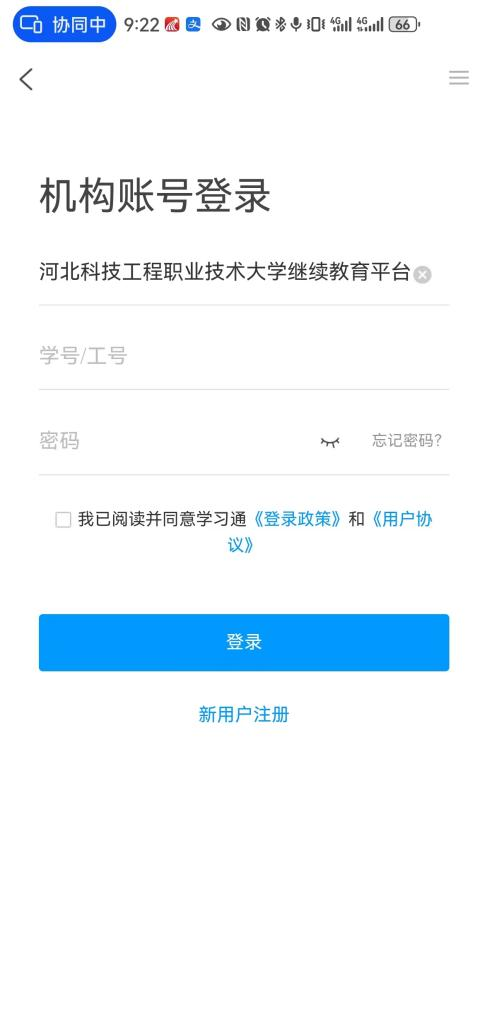 协同中 9:22 4G 4G 66
机构账号登录
河北科技工程职业技术大学继续教育平台
学号/工号
密码 忘记密码?
我已阅读并同意学习通《登录政策》和《用户协
议》
登录
新用户注册